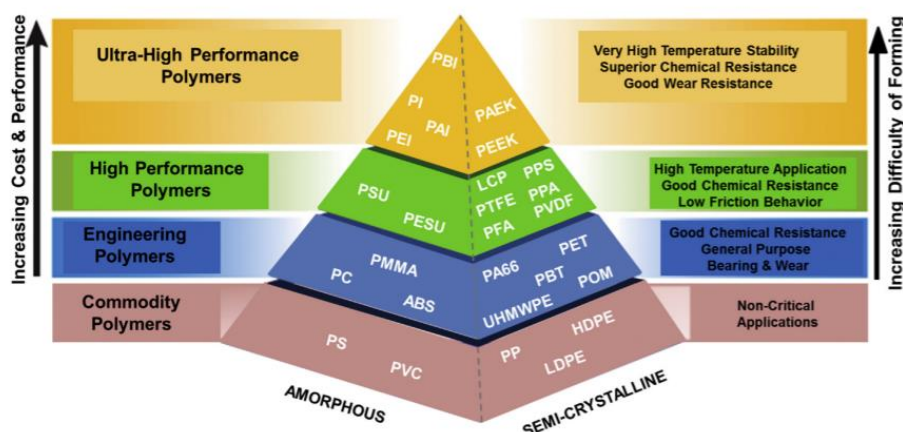 Increasing Cost & Performance
Increasing Difficulty of Forming
Ultra-High Performance
Polymers
PBI
PI
PAI
PEI
PAEK
PEEK
Very High Temperature Stability
Superior Chemical Resistance
Good Wear Resistance
High Performance
Polymers
PSU
PESU
LCP
PPS
PTFE
PPA
PFA
PVDF
High Temperature Application
Good Chemical Resistance
Low Friction Behavior
Engineering
Polymers
PMMA
PC
ABS
PA66
PET
PBT
POM
UHMWPE
Good Chemical Resistance
General Purpose
Bearing & Wear
Commodity
Polymers
PS
PVC
PP
HDPE
LDPE
Non-Critical
Applications
AMORPHOUS
SEMI-CRYSTALLINE